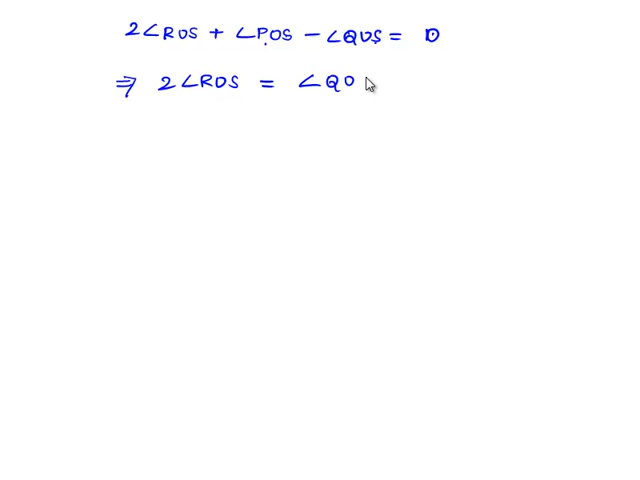 2∠ROS + ∠POS − ∠QOS = 0
⇒ 2∠ROS = ∠QO